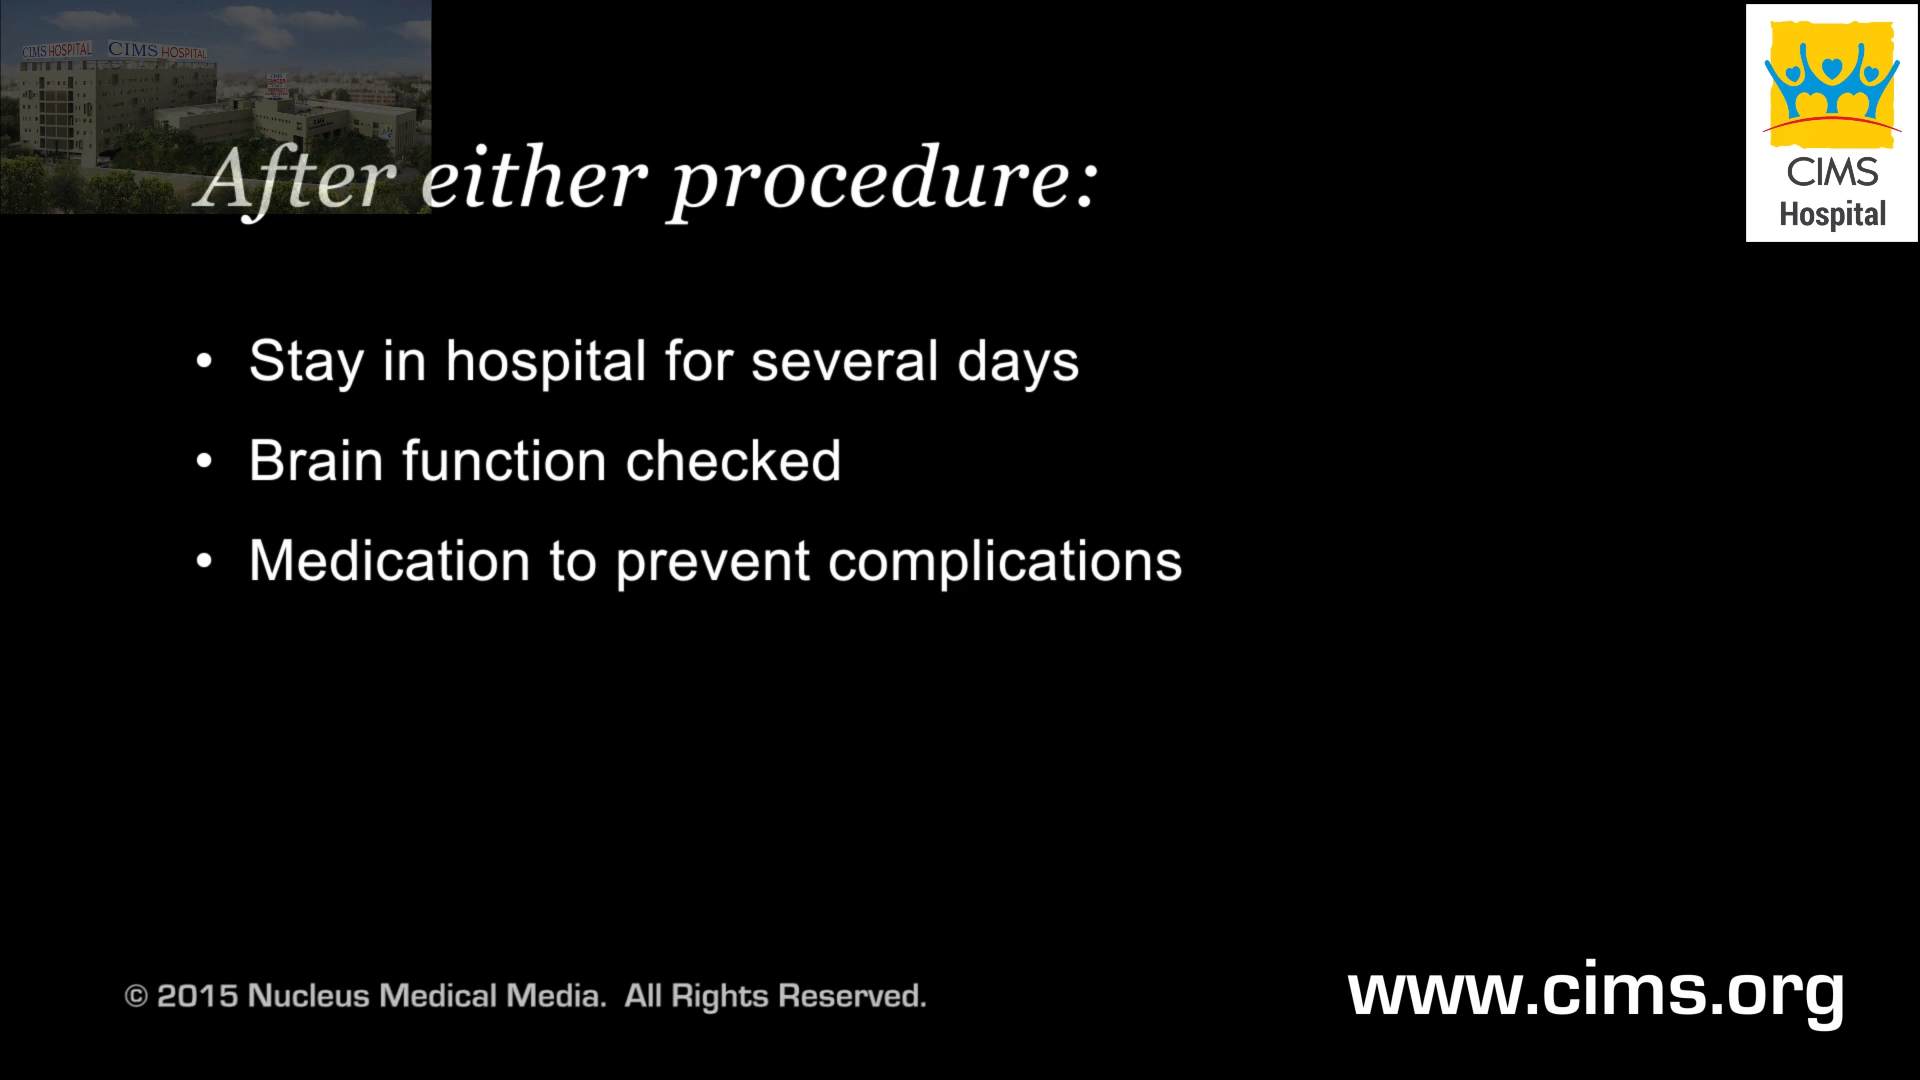 CIMS HOSPITAL CIMS HOSPITAL
CIMS
Hospital
After either procedure:
• Stay in hospital for several days
• Brain function checked
• Medication to prevent complications
© 2015 Nucleus Medical Media. All Rights Reserved.
www.cims.org